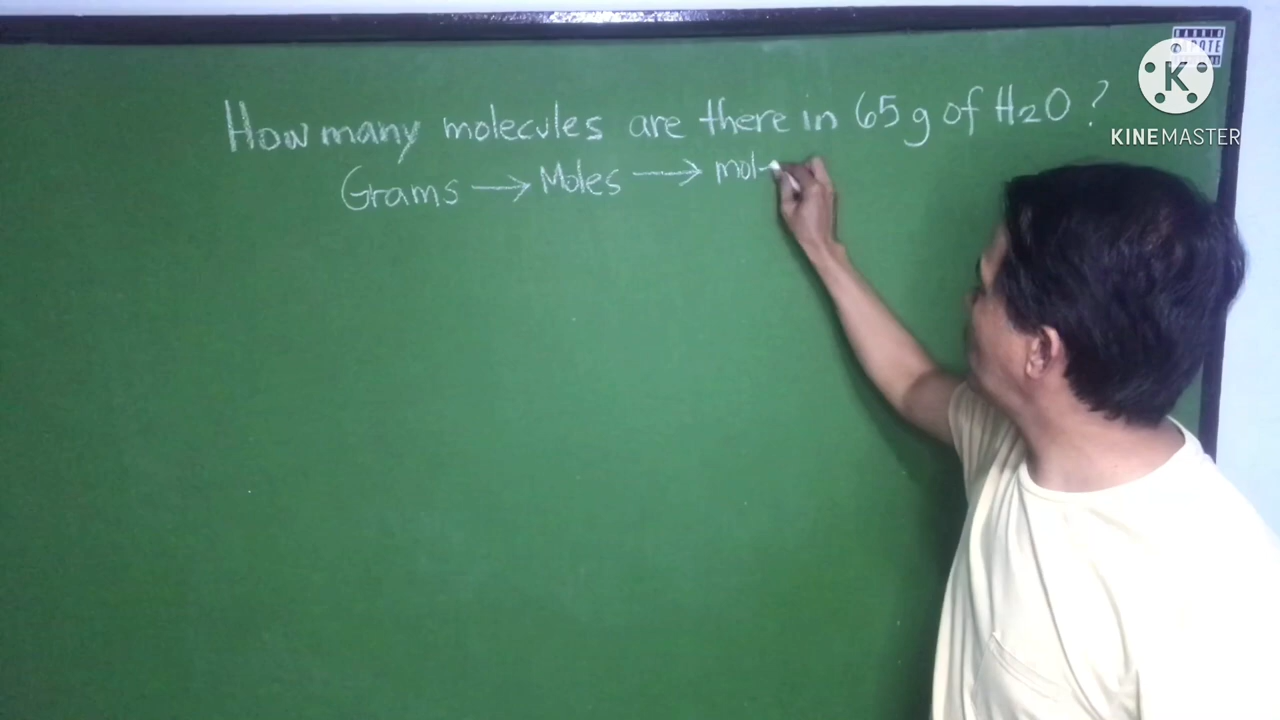 How many molecules are there in 65g of H2O?
Grams → Moles → mol
K
KINEMASTER